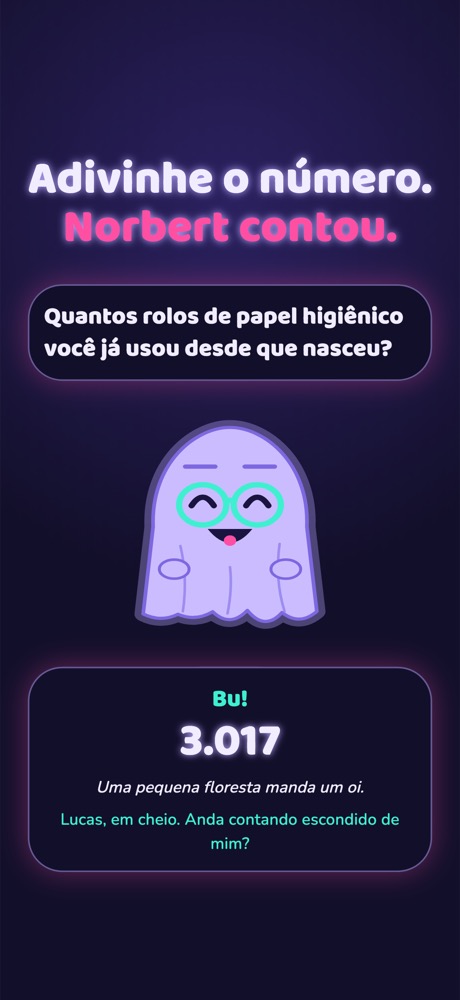 Adivinhe o número.
Norbert contou.
Quantos rolos de papel higiênico
você já usou desde que nasceu?
Bu!
3.017
Uma pequena floresta manda um oi.
Lucas, em cheio. Anda contando escondido de
mim?